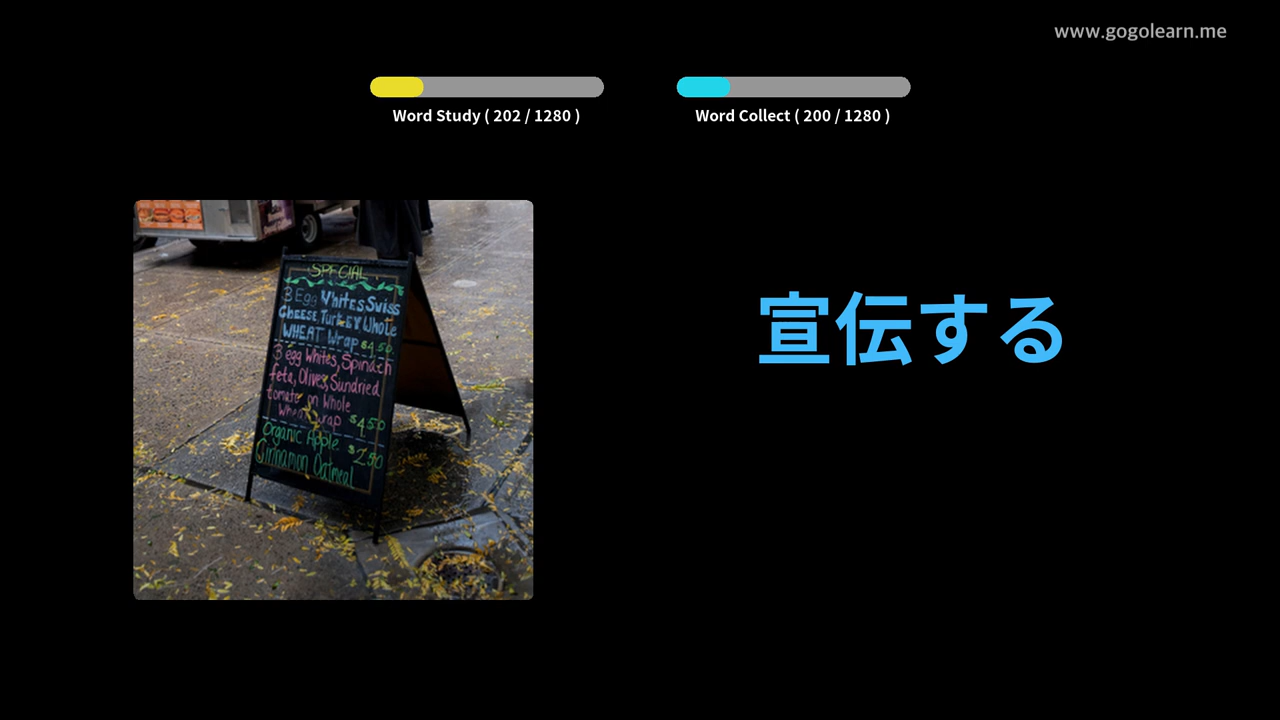 www.gogolearn.me
Word Study ( 202 / 1280 )
Word Collect ( 200 / 1280 )
SPECIAL
3 Egg Whites Swiss
Cheese, Turkey Whole
WHEAT Wrap $4.50
3 egg Whites, Spinach
feta, Olives, Sundried
tomato on Whole
Wheat Wrap $4.50
Organic Apple $2.50
Cinnamon Oatmeal
宣伝する